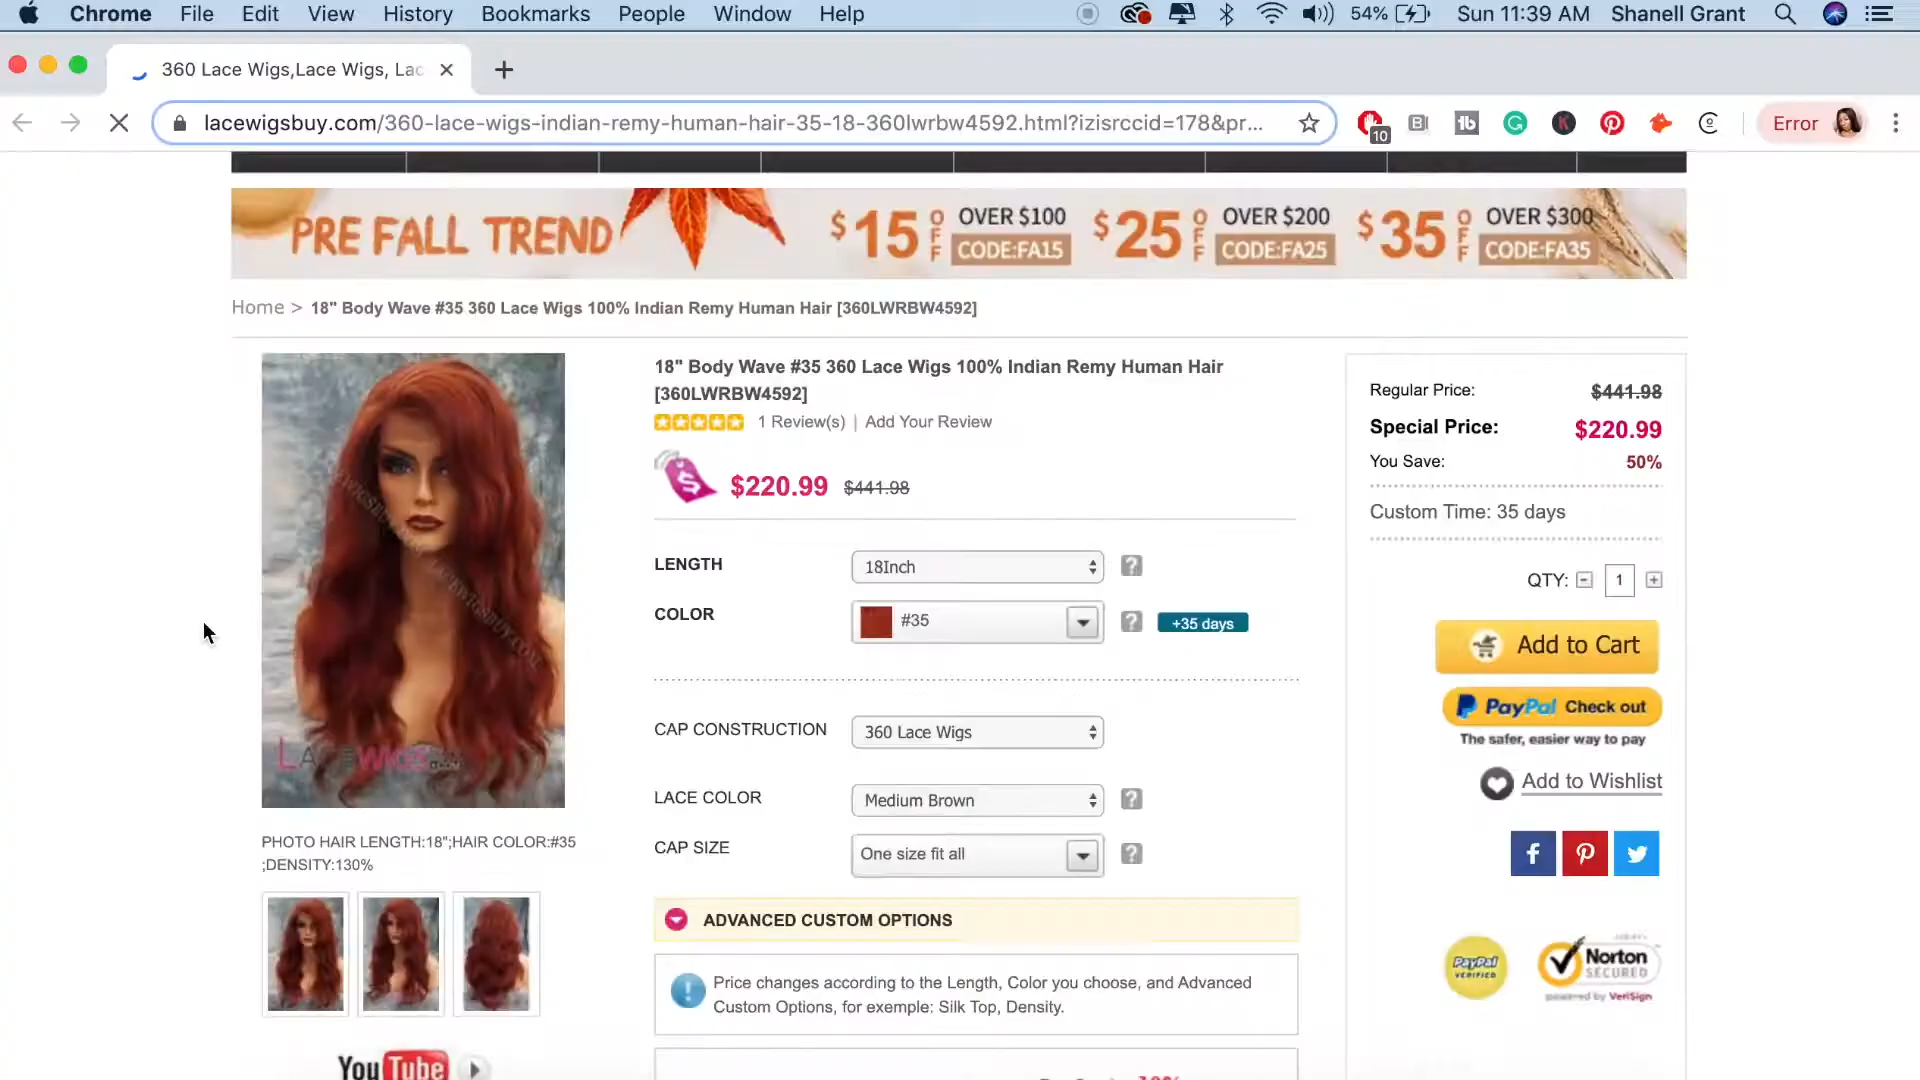 Chrome File Edit View History Bookmarks People Window Help 54% Sun 11:39 AM Shanell Grant
360 Lace Wigs,Lace Wigs, Lac
lacewigsbuy.com/360-lace-wigs-indian-remy-human-hair-35-18-360lwrbw4592.html?izisrccid=178&pr... 10 Error
PRE FALL TREND $15 OFF OVER $100 CODE:FA15 $25 OFF OVER $200 CODE:FA25 $35 OFF OVER $300 CODE:FA35
Home > 18" Body Wave #35 360 Lace Wigs 100% Indian Remy Human Hair [360LWRBW4592]
18" Body Wave #35 360 Lace Wigs 100% Indian Remy Human Hair
[360LWRBW4592]
1 Review(s) | Add Your Review
$220.99 $441.98
LENGTH 18Inch ?
COLOR #35 ? +35 days
CAP CONSTRUCTION 360 Lace Wigs
LACE COLOR Medium Brown ?
CAP SIZE One size fit all ?
ADVANCED CUSTOM OPTIONS
Price changes according to the Length, Color you choose, and Advanced
Custom Options, for exemple: Silk Top, Density.
PHOTO HAIR LENGTH:18";HAIR COLOR:#35
;DENSITY:130%
YouTube
Regular Price: $441.98
Special Price: $220.99
You Save: 50%
Custom Time: 35 days
QTY: - 1 +
Add to Cart
PayPal Check out
The safer, easier way to pay
Add to Wishlist
PayPal
VERIFIED
Norton
SECURED
powered by VeriSign